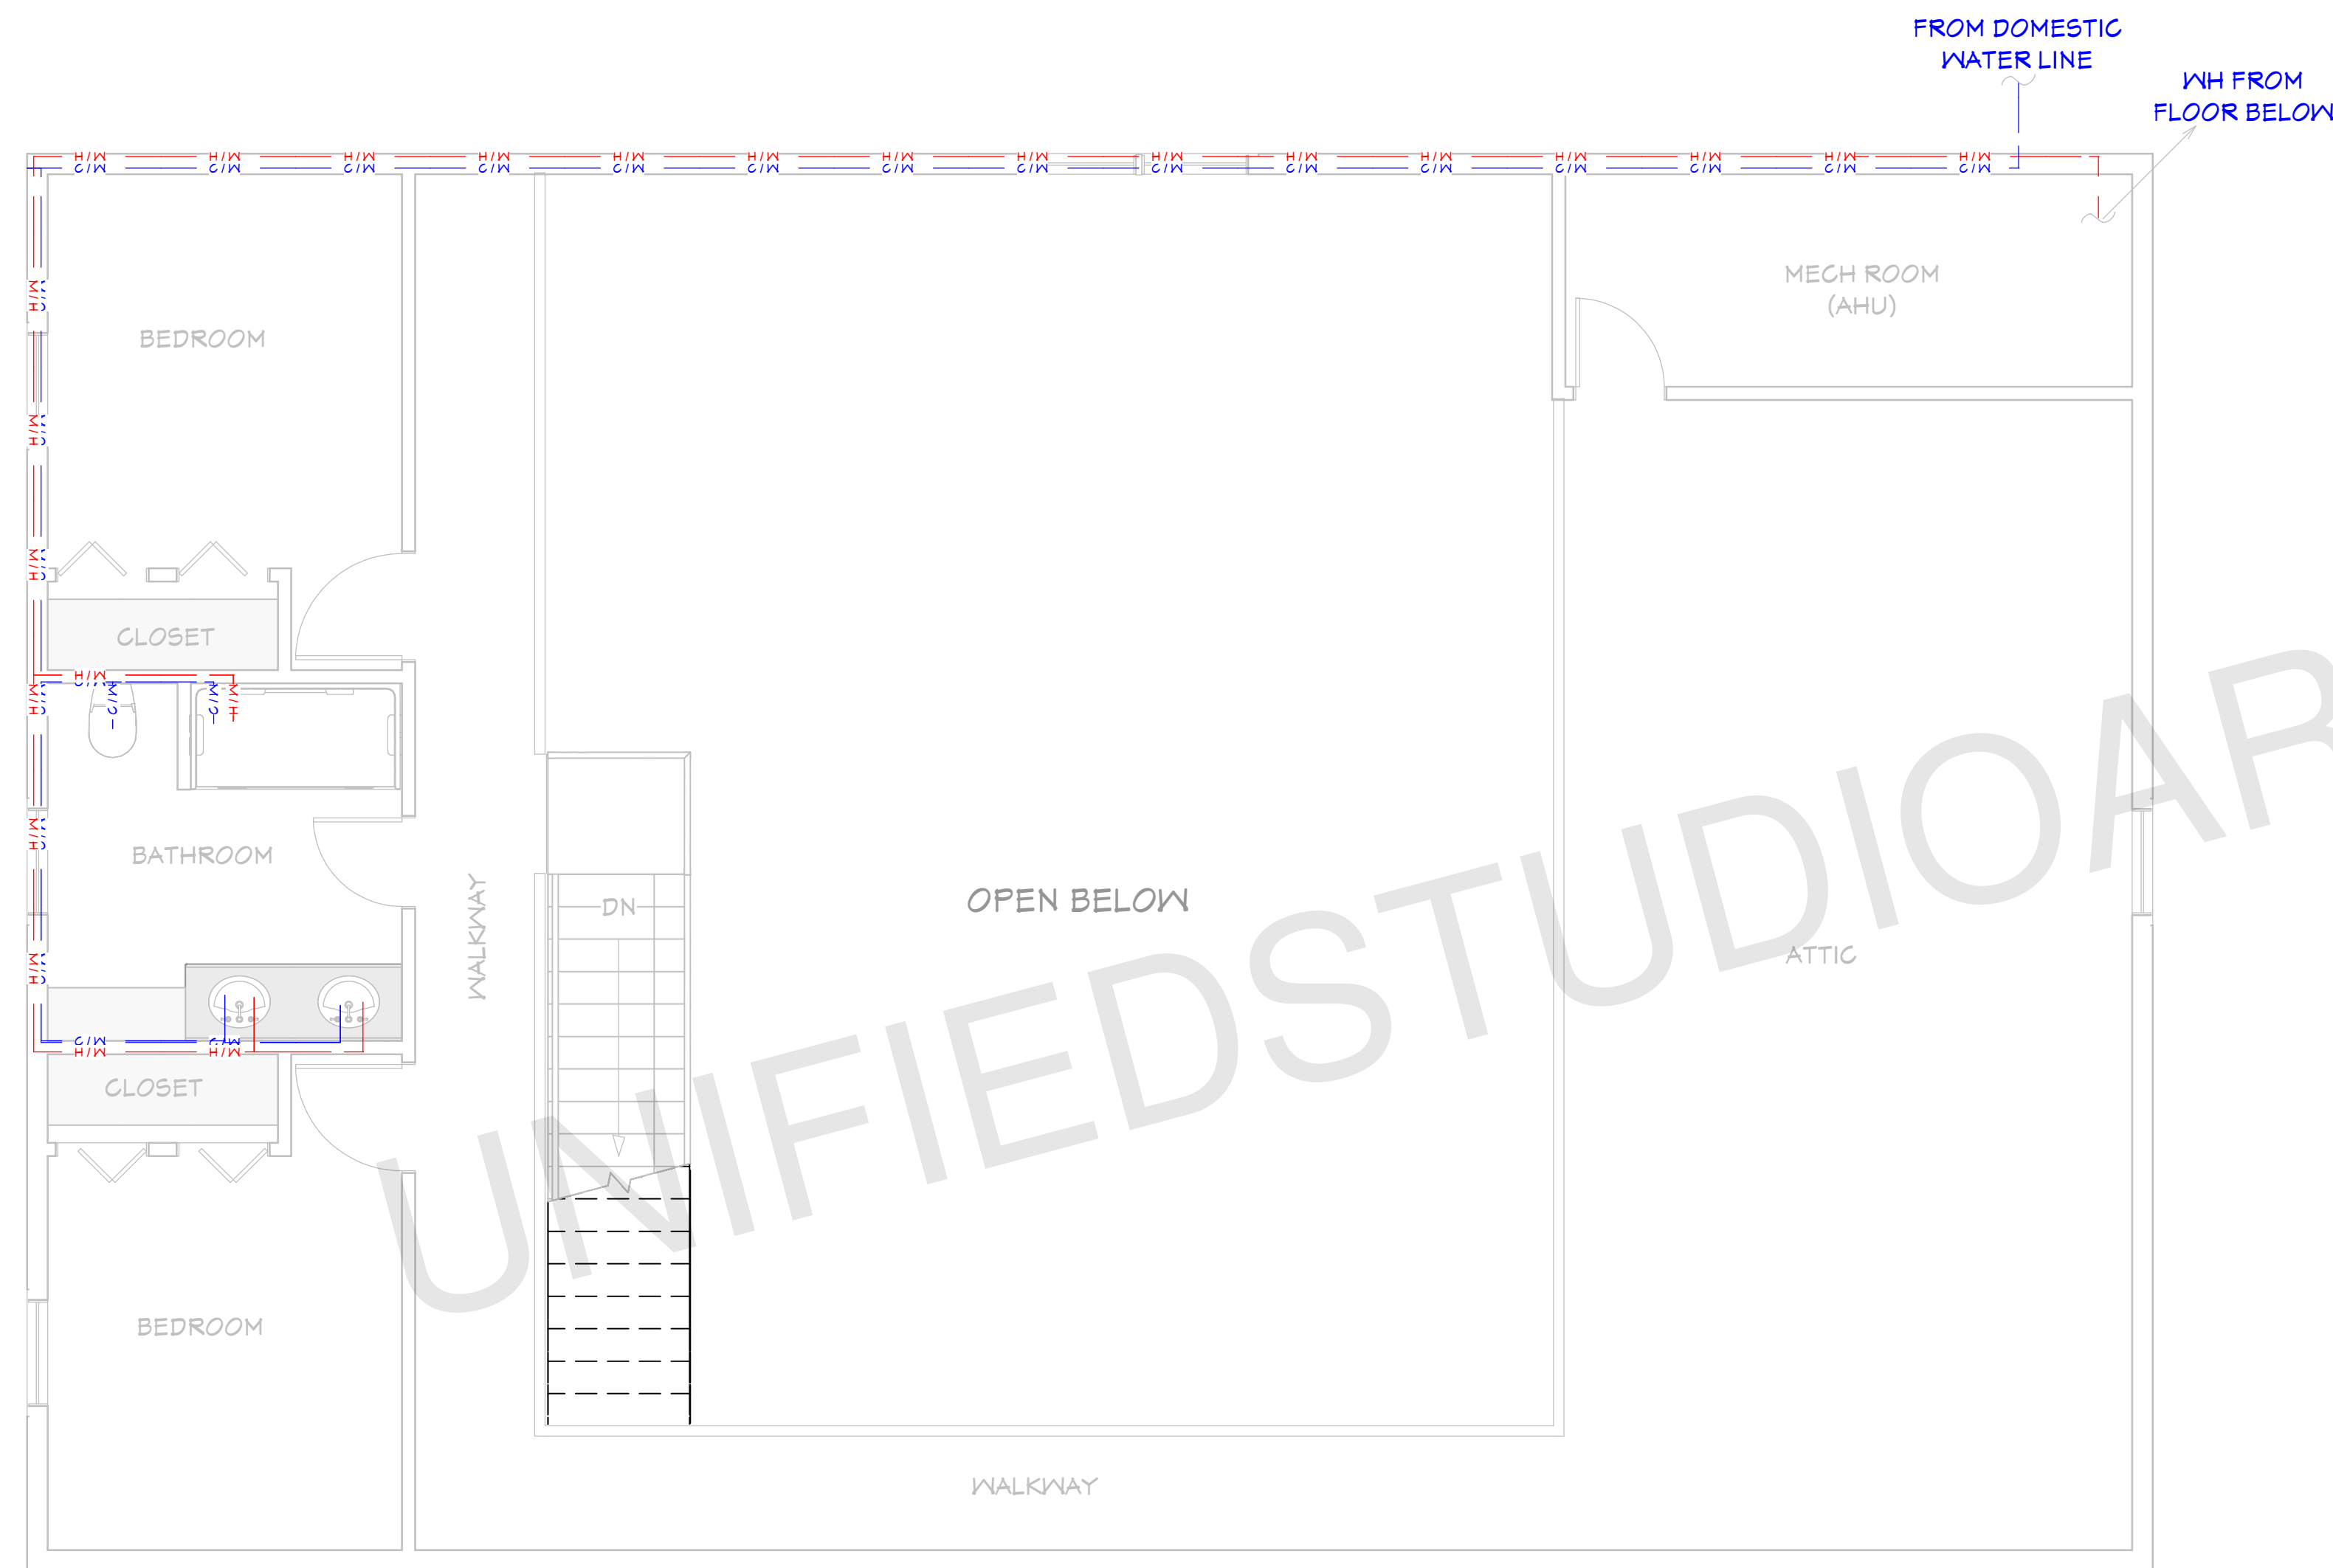 FROM DOMESTIC
WATER LINE
WH FROM
FLOOR BELOW
H/W H/W H/W H/W H/W H/W H/W H/W H/W H/W H/W H/W H/W H/W H/W
C/W C/W C/W C/W C/W C/W C/W C/W C/W C/W C/W C/W C/W C/W C/W
MECH ROOM
(AHU)
H/W
BEDROOM
H/W
H/W
CLOSET
H/W
H/W C/W C/W H/W
BATHROOM
H/W
WALKWAY
DN
OPEN BELOW
ATTIC
UNIFIEDSTUDIOAR
H/W
C/W
H/W H/W
CLOSET
BEDROOM
WALKWAY